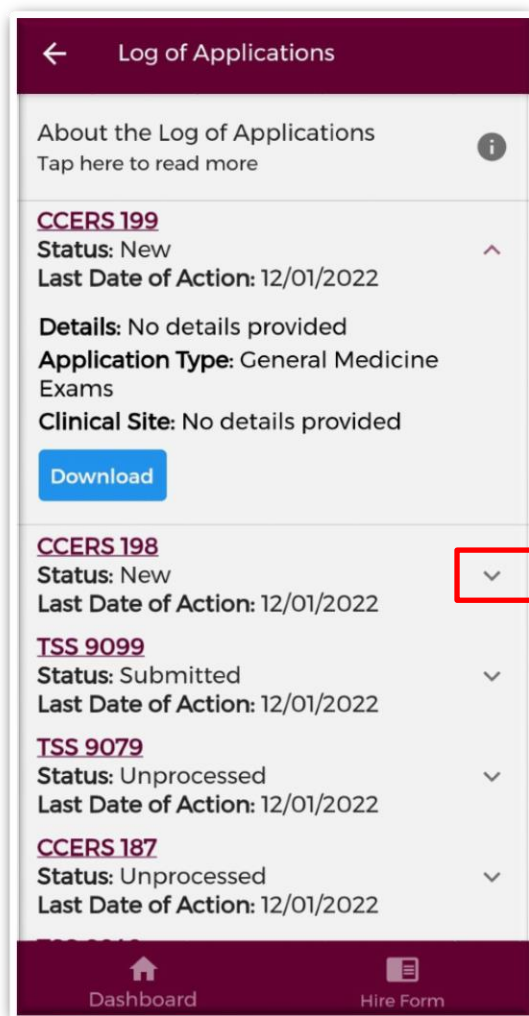 Log of Applications
About the Log of Applications
Tap here to read more
CCERS 199
Status: New
Last Date of Action: 12/01/2022
Details: No details provided
Application Type: General Medicine
Exams
Clinical Site: No details provided
Download
CCERS 198
Status: New
Last Date of Action: 12/01/2022
TSS 9099
Status: Submitted
Last Date of Action: 12/01/2022
TSS 9079
Status: Unprocessed
Last Date of Action: 12/01/2022
CCERS 187
Status: Unprocessed
Last Date of Action: 12/01/2022
Dashboard
Hire Form